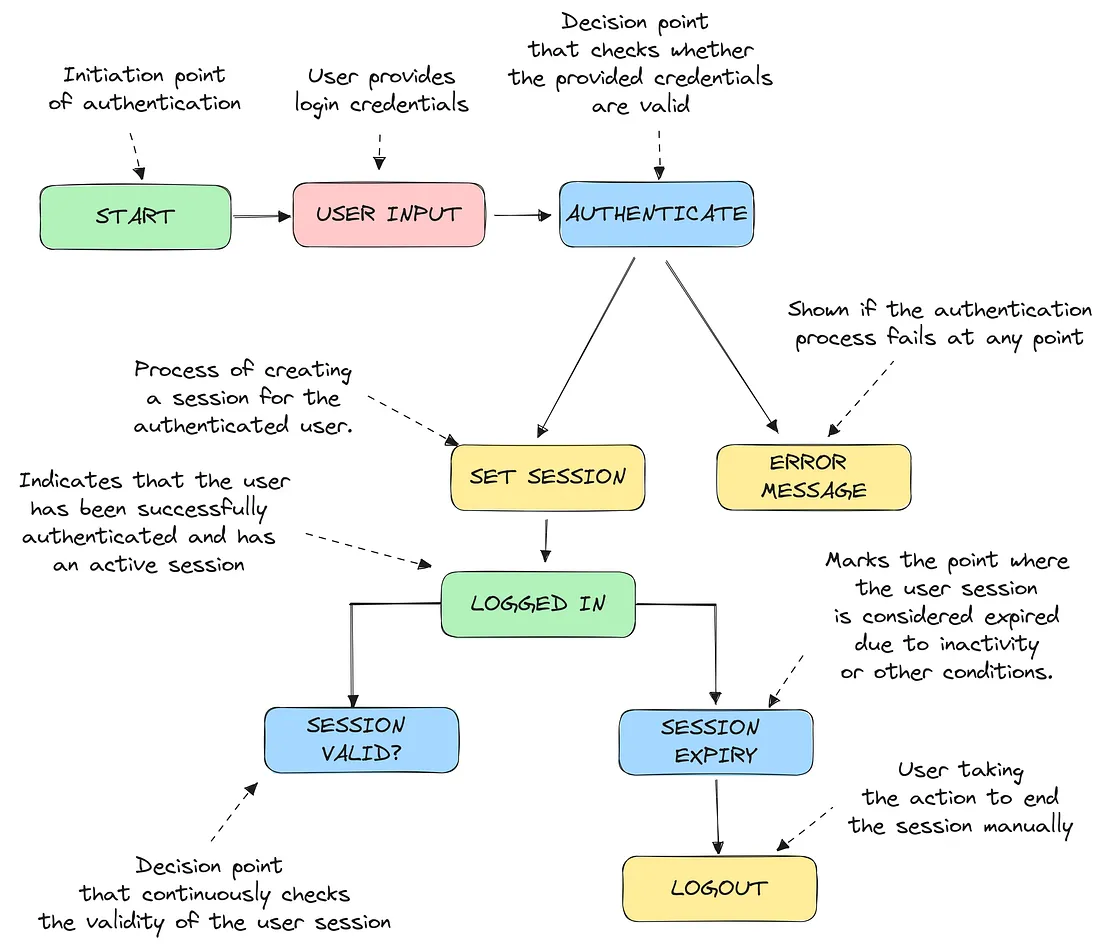 Initiation point
of authentication
User provides
login credentials
Decision point
that checks whether
the provided credentials
are valid
START
USER INPUT
AUTHENTICATE
Shown if the authentication
process fails at any point
Process of creating
a session for the
authenticated user.
SET SESSION
ERROR
MESSAGE
Indicates that the user
has been successfully
authenticated and has
an active session
LOGGED IN
Marks the point where
the user session
is considered expired
due to inactivity
or other conditions.
SESSION
VALID?
SESSION
EXPIRY
User taking
the action to end
the session manually
Decision point
that continuously checks
the validity of the user session
LOGOUT